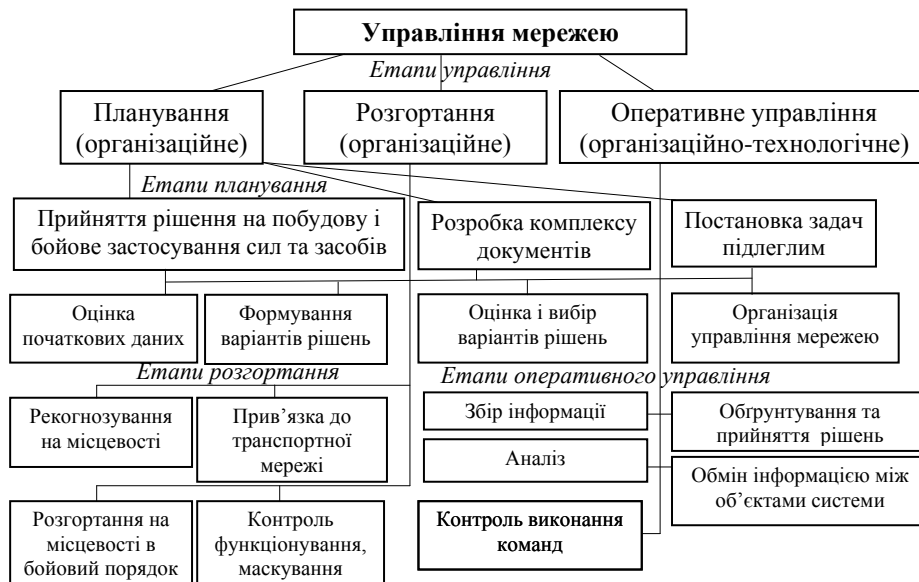 Управління мережею
Етапи управління
Планування
(організаційне)
Розгортання
(організаційне)
Оперативне управління
(організаційно-технологічне)
Етапи планування
Прийняття рішення на побудову і
бойове застосування сил та засобів
Розробка комплексу
документів
Постановка задач
підлеглим
Оцінка
початкових даних
Формування
варіантів рішень
Оцінка і вибір
варіантів рішень
Організація
управління мережею
Етапи розгортання
Рекогнозування
на місцевості
Прив’язка до
транспортної
мережі
Розгортання на
місцевості в
бойовий порядок
Контроль
функціонування,
маскування
Етапи оперативного управління
Збір інформації
Обґрунтування та
прийняття рішень
Аналіз
Обмін інформацією між
об’єктами системи
Контроль виконання
команд